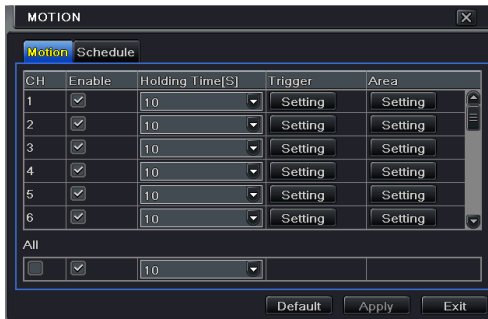 MOTION
Motion Schedule
CH Enable Holding Time[S] Trigger Area
1 10 Setting Setting
2 10 Setting Setting
3 10 Setting Setting
4 10 Setting Setting
5 10 Setting Setting
6 10 Setting Setting
All
10
Default Apply Exit